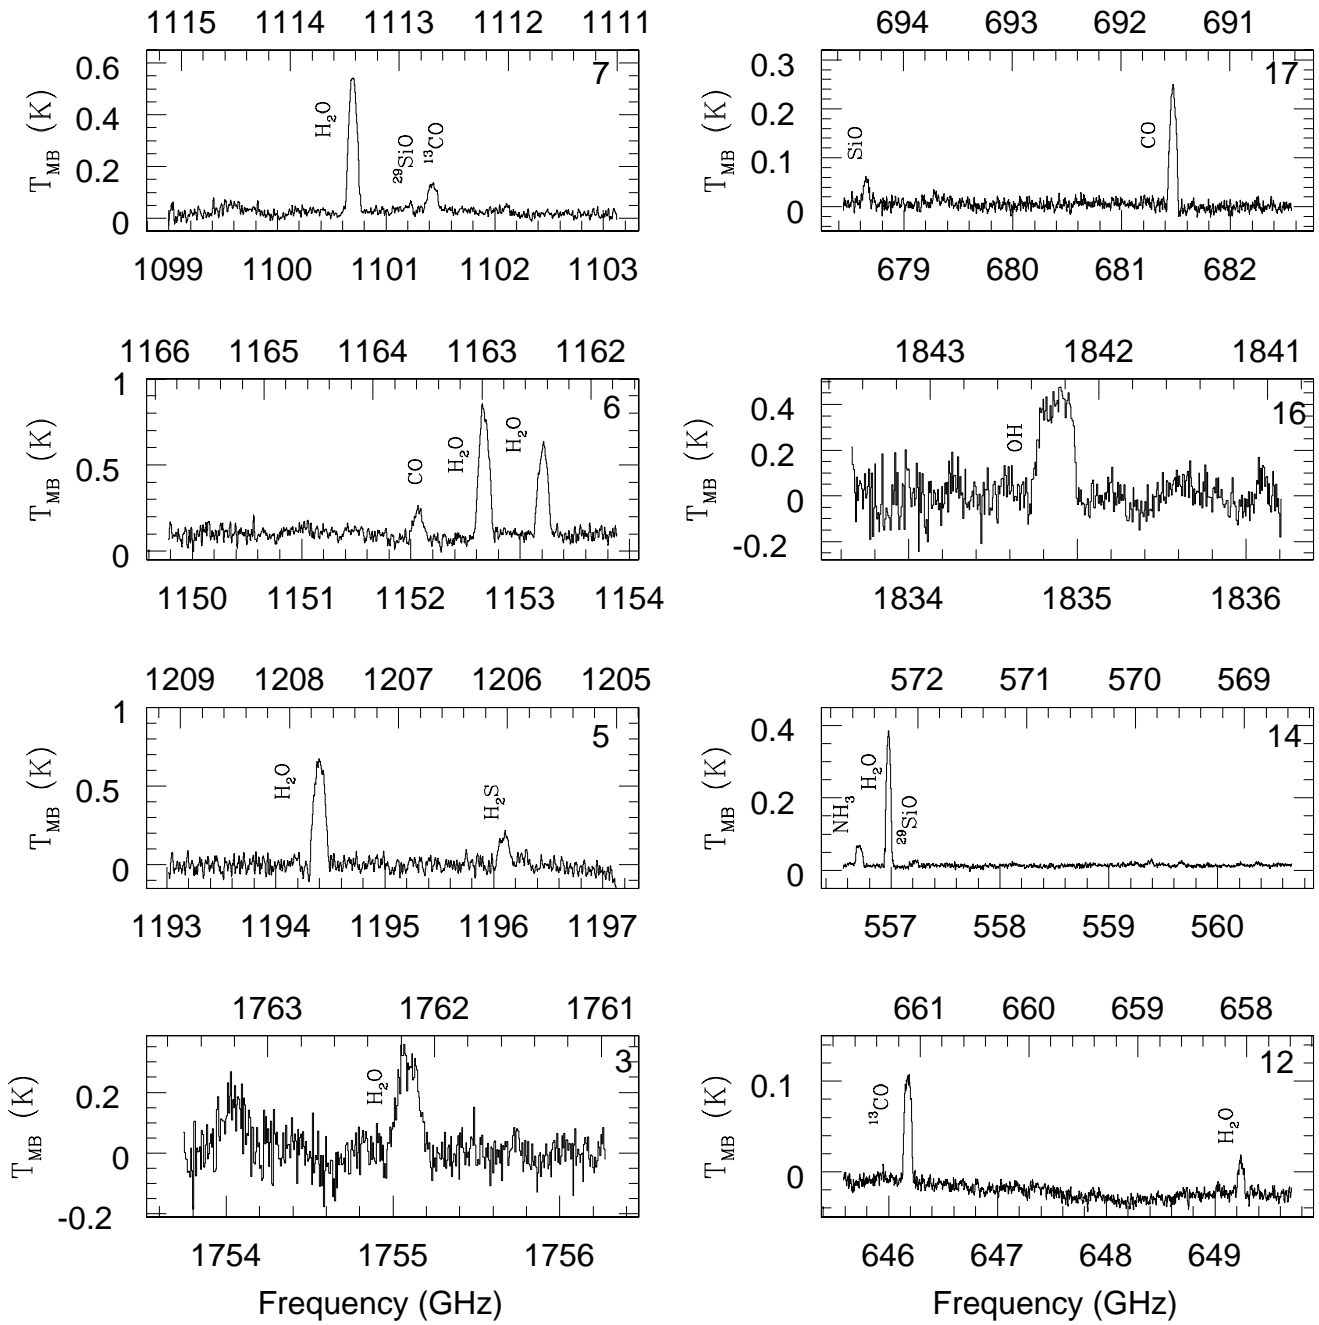 1115 1114 1113 1112 1111
0.6
0.4
0.2
0
T_MB (K)
7
H₂O
²⁹SiO
¹³CO
1099 1100 1101 1102 1103
694 693 692 691
0.3
0.2
0.1
0
T_MB (K)
17
SiO
CO
679 680 681 682
1166 1165 1164 1163 1162
1
0.5
0
T_MB (K)
6
CO
H₂O
H₂O
1150 1151 1152 1153 1154
1843 1842 1841
0.4
0.2
0
-0.2
T_MB (K)
16
OH
1834 1835 1836
1209 1208 1207 1206 1205
1
0.5
0
T_MB (K)
5
H₂O
H₂S
1193 1194 1195 1196 1197
572 571 570 569
0.4
0.2
0
T_MB (K)
14
NH₃
H₂O
²⁹SiO
557 558 559 560
1763 1762 1761
0.2
0
-0.2
T_MB (K)
3
H₂O
1754 1755 1756
Frequency (GHz)
661 660 659 658
0.1
0
T_MB (K)
12
¹³CO
H₂O
646 647 648 649
Frequency (GHz)